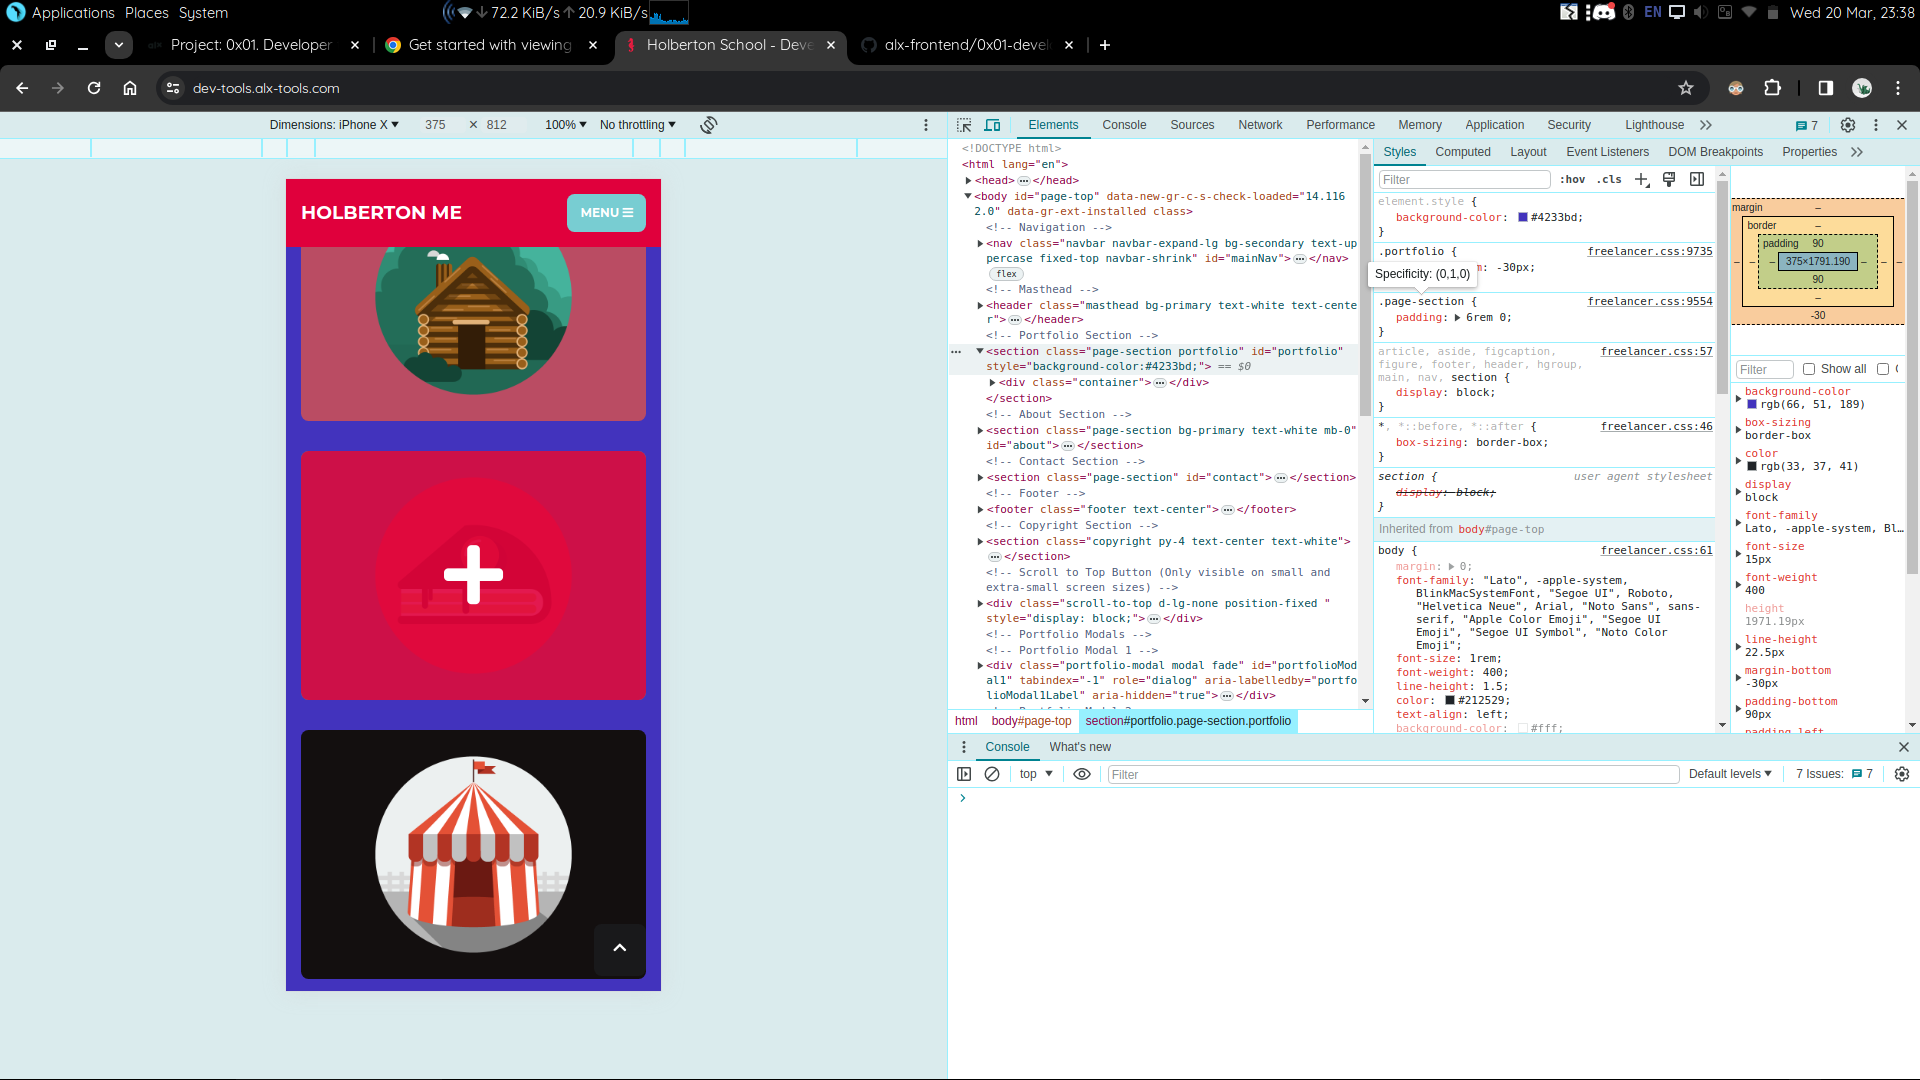 Applications Places System
72.2 KiB/s 20.9 KiB/s
EN
Wed 20 Mar, 23:38
Project: 0x01. Developer
Get started with viewing
Holberton School - Deve
alx-frontend/0x01-devel
dev-tools.alx-tools.com
Dimensions: iPhone X 375 × 812 100% No throttling
HOLBERTON ME
MENU
Elements Console Sources Network Performance Memory Application Security Lighthouse 7
<!DOCTYPE html>
<html lang="en">
<head> … </head>
<body id="page-top" data-new-gr-c-s-check-loaded="14.116
2.0" data-gr-ext-installed class>
<!-- Navigation -->
<nav class="navbar navbar-expand-lg bg-secondary text-up
percase fixed-top navbar-shrink" id="mainNav"> … </nav>
flex
<!-- Masthead -->
<header class="masthead bg-primary text-white text-cente
r"> … </header>
<!-- Portfolio Section -->
<section class="page-section portfolio" id="portfolio"
style="background-color:#4233bd;"> == $0
<div class="container"> … </div>
</section>
<!-- About Section -->
<section class="page-section bg-primary text-white mb-0"
id="about"> … </section>
<!-- Contact Section -->
<section class="page-section" id="contact"> … </section>
<!-- Footer -->
<footer class="footer text-center"> … </footer>
<!-- Copyright Section -->
<section class="copyright py-4 text-center text-white">
… </section>
<!-- Scroll to Top Button (Only visible on small and
extra-small screen sizes) -->
<div class="scroll-to-top d-lg-none position-fixed "
style="display: block;"> … </div>
<!-- Portfolio Modals -->
<!-- Portfolio Modal 1 -->
<div class="portfolio-modal modal fade" id="portfolioMod
al1" tabindex="-1" role="dialog" aria-labelledby="portfo
lioModal1Label" aria-hidden="true"> … </div>
html body#page-top section#portfolio.page-section.portfolio
Styles Computed Layout Event Listeners DOM Breakpoints Properties
Filter :hov .cls
element.style {
background-color: #4233bd;
}
.portfolio { freelancer.css:9735
m: -30px;
Specificity: (0,1,0)
.page-section { freelancer.css:9554
padding: 6rem 0;
}
article, aside, figcaption, freelancer.css:57
figure, footer, header, hgroup,
main, nav, section {
display: block;
}
*, *::before, *::after { freelancer.css:46
box-sizing: border-box;
}
section { user agent stylesheet
display: block;
}
Inherited from body#page-top
body { freelancer.css:61
margin: 0;
font-family: "Lato", -apple-system,
BlinkMacSystemFont, "Segoe UI", Roboto,
"Helvetica Neue", Arial, "Noto Sans", sans-
serif, "Apple Color Emoji", "Segoe UI
Emoji", "Segoe UI Symbol", "Noto Color
Emoji";
font-size: 1rem;
font-weight: 400;
line-height: 1.5;
color: #212529;
text-align: left;
background-color: #fff;
margin –
border –
padding 90
– – – 375×1791.190 – – –
90
–
-30
Filter Show all
background-color
rgb(66, 51, 189)
box-sizing
border-box
color
rgb(33, 37, 41)
display
block
font-family
Lato, -apple-system, Bl…
font-size
15px
font-weight
400
height
1971.19px
line-height
22.5px
margin-bottom
-30px
padding-bottom
90px
padding-left
Console What's new
top Filter Default levels 7 Issues: 7